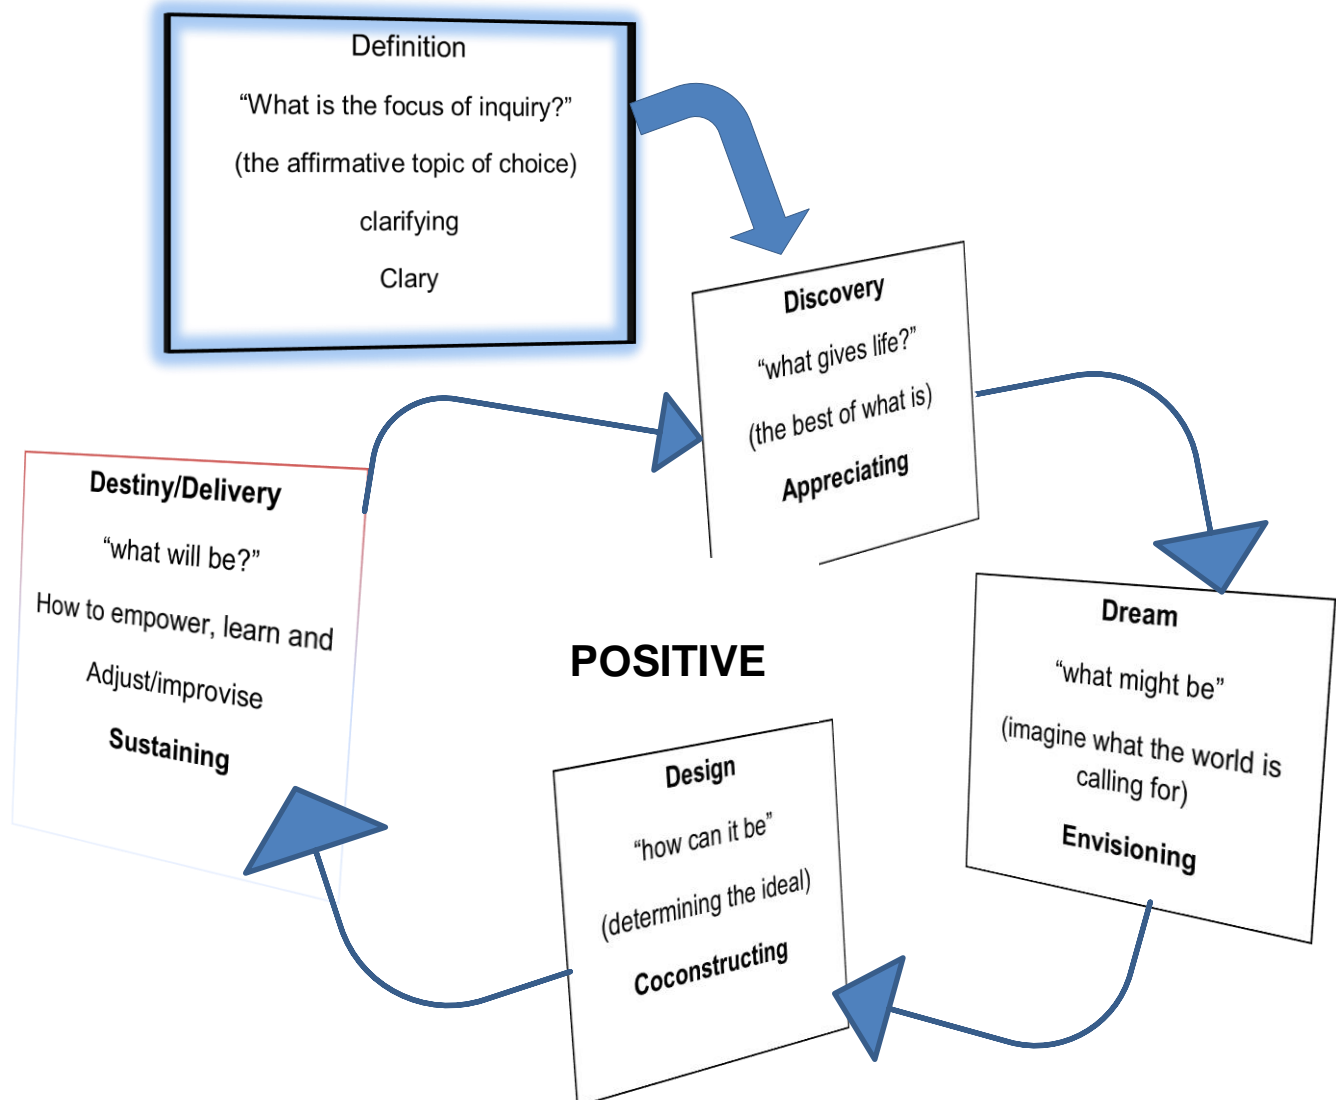 Definition
“What is the focus of inquiry?”
(the affirmative topic of choice)
clarifying
Clary
Discovery
“what gives life?”
(the best of what is)
Appreciating
Dream
“what might be”
(imagine what the world is
calling for)
Envisioning
Design
“how can it be”
(determining the ideal)
Coconstructing
Destiny/Delivery
“what will be?”
How to empower, learn and
Adjust/improvise
Sustaining
POSITIVE